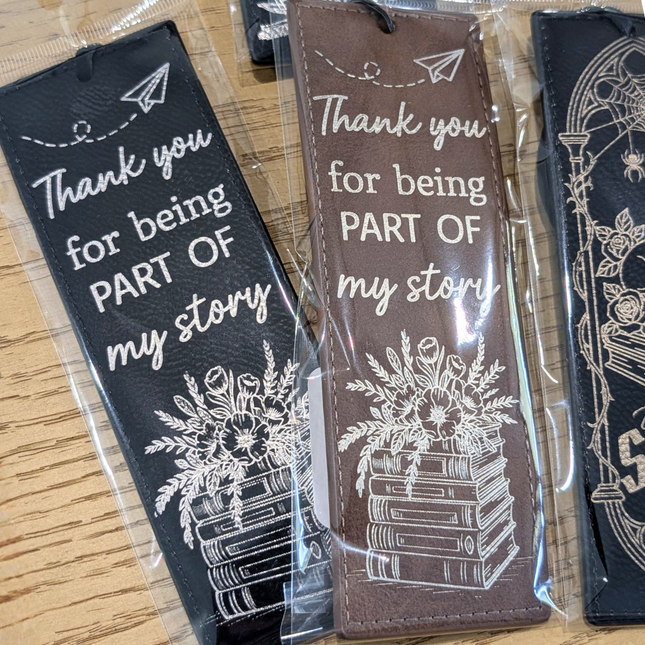 Thank you
for being
PART OF
my story
Thank you
for being
PART OF
my story